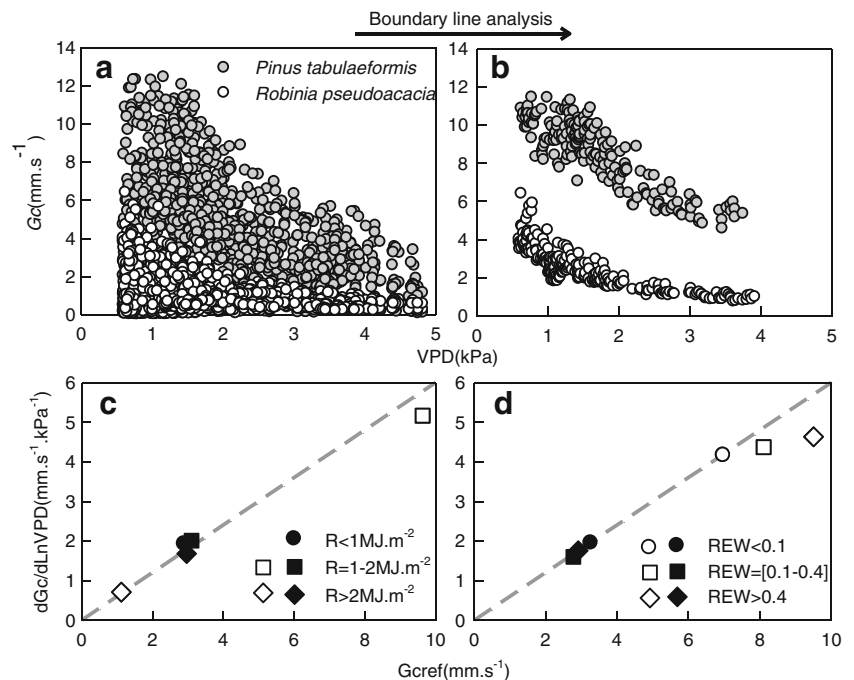 Boundary line analysis
a
Pinus tabulaeformis
Robinia pseudoacacia
b
14
12
10
8
6
4
2
0
Gc(mm.s⁻¹)
0 1 2 3 4 5
14
12
10
8
6
4
2
0
0 1 2 3 4 5
VPD(kPa)
c
R<1MJ.m⁻²
R=1-2MJ.m⁻²
R>2MJ.m⁻²
6
5
4
3
2
1
0
dGc/dLnVPD(mm.s⁻¹.kPa⁻¹)
0 2 4 6 8 10
d
REW<0.1
REW=[0.1-0.4]
REW>0.4
6
5
4
3
2
1
0
0 2 4 6 8 10
Gcref(mm.s⁻¹)